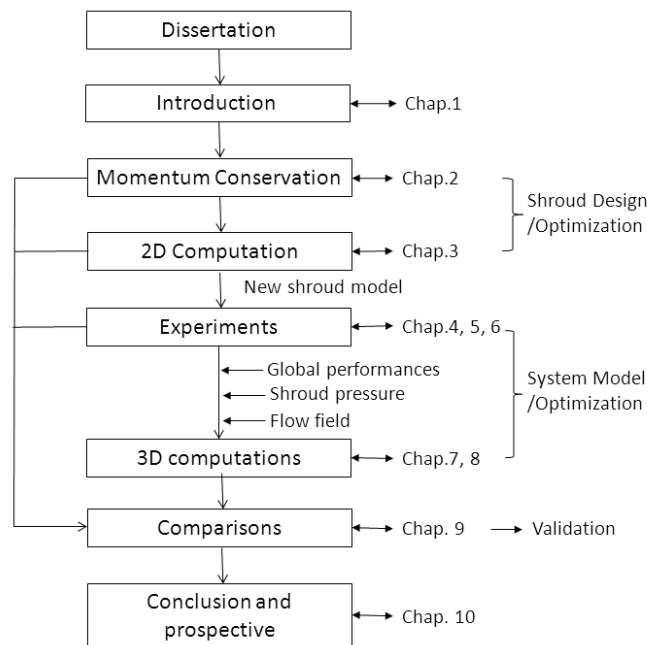 Dissertation
Introduction
Chap.1
Momentum Conservation
Chap.2
Shroud Design
/Optimization
2D Computation
Chap.3
New shroud model
Experiments
Chap.4, 5, 6
Global performances
Shroud pressure
Flow field
System Model
/Optimization
3D computations
Chap.7, 8
Comparisons
Chap. 9
Validation
Conclusion and
prospective
Chap. 10